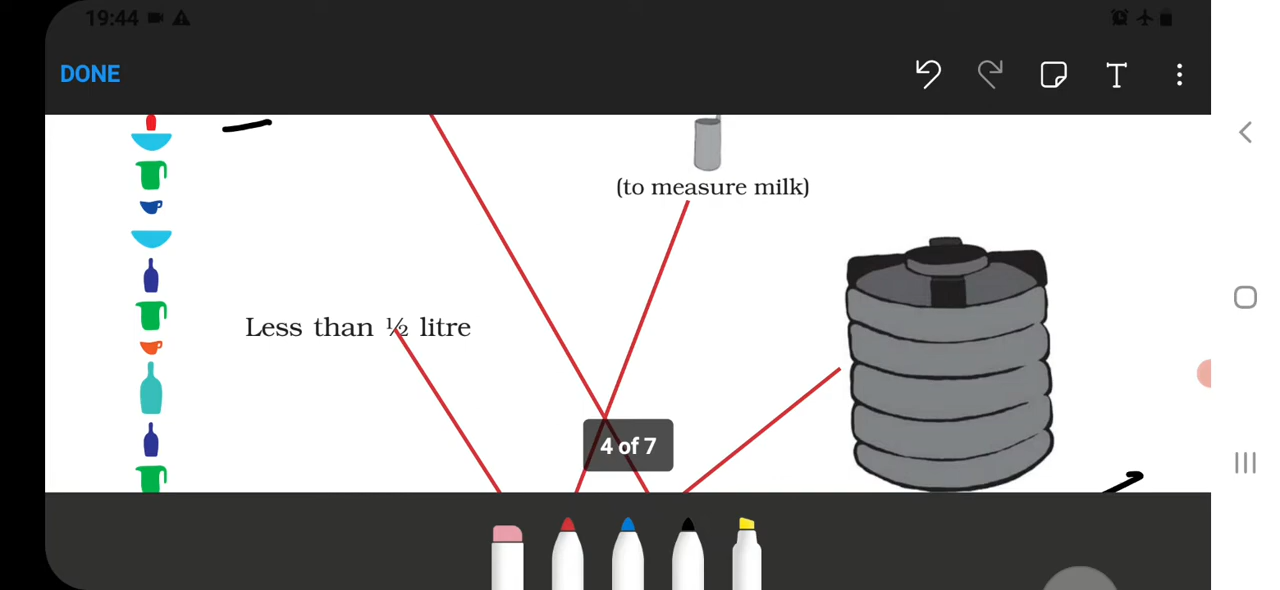 19:44
DONE
T
(to measure milk)
Less than ½ litre
4 of 7